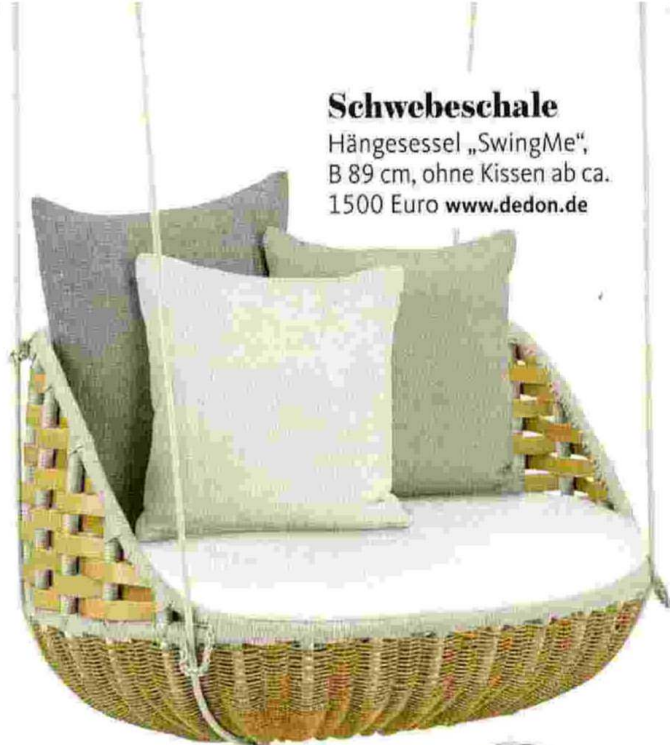 Schwebeschale
Hängesessel „SwingMe“,
B 89 cm, ohne Kissen ab ca.
1500 Euro www.dedon.de